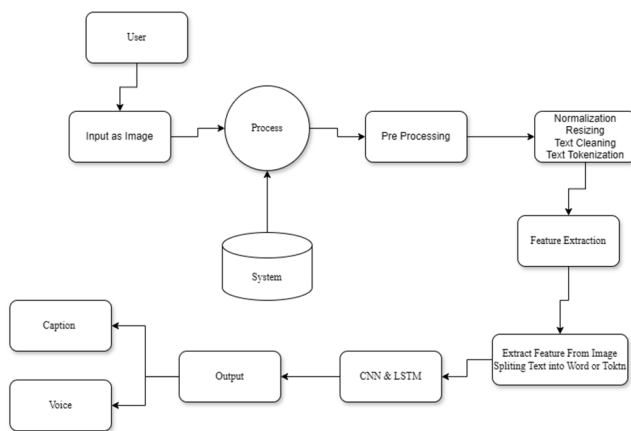 User
Input as Image
Process
Pre Processing
Normalization
Resizing
Text Cleaning
Text Tokenization
System
Feature Extraction
Extract Feature From Image
Spliting Text into Word or Toktn
CNN & LSTM
Output
Caption
Voice